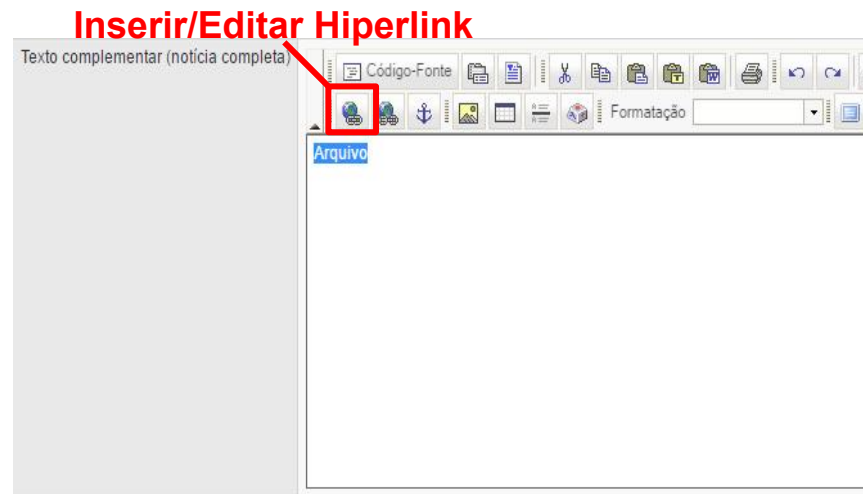 Inserir/Editar Hiperlink
Texto complementar (notícia completa)
Código-Fonte
Formatação
Arquivo